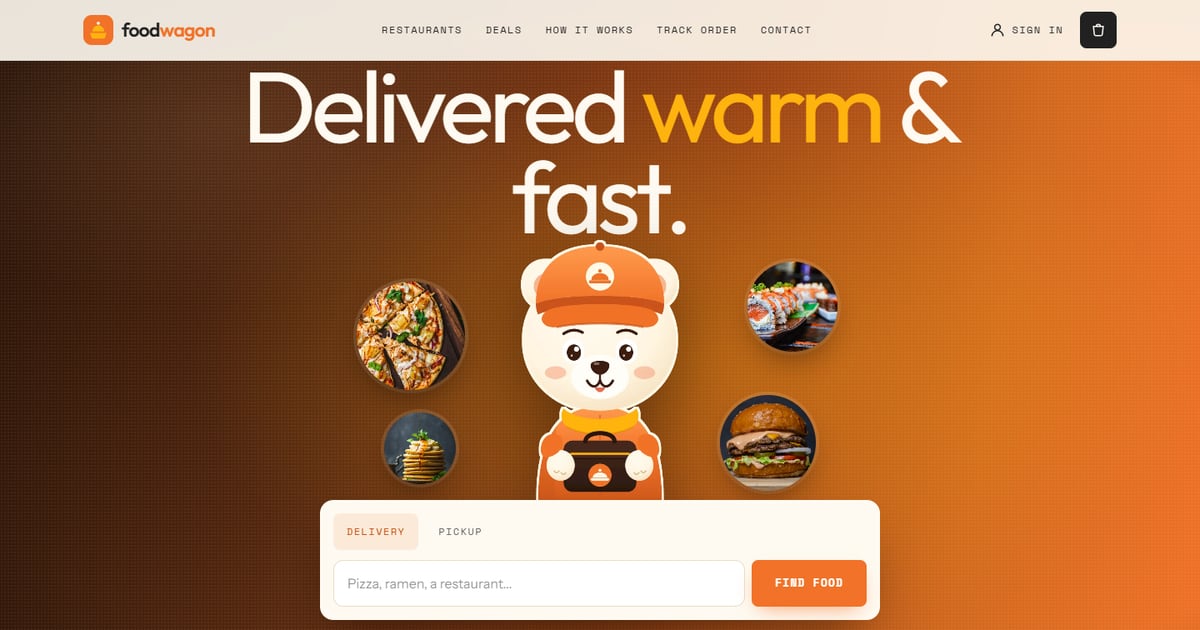 foodwagon
RESTAURANTS
DEALS
HOW IT WORKS
TRACK ORDER
CONTACT
SIGN IN
Delivered warm &
fast.
DELIVERY
PICKUP
Pizza, ramen, a restaurant...
FIND FOOD